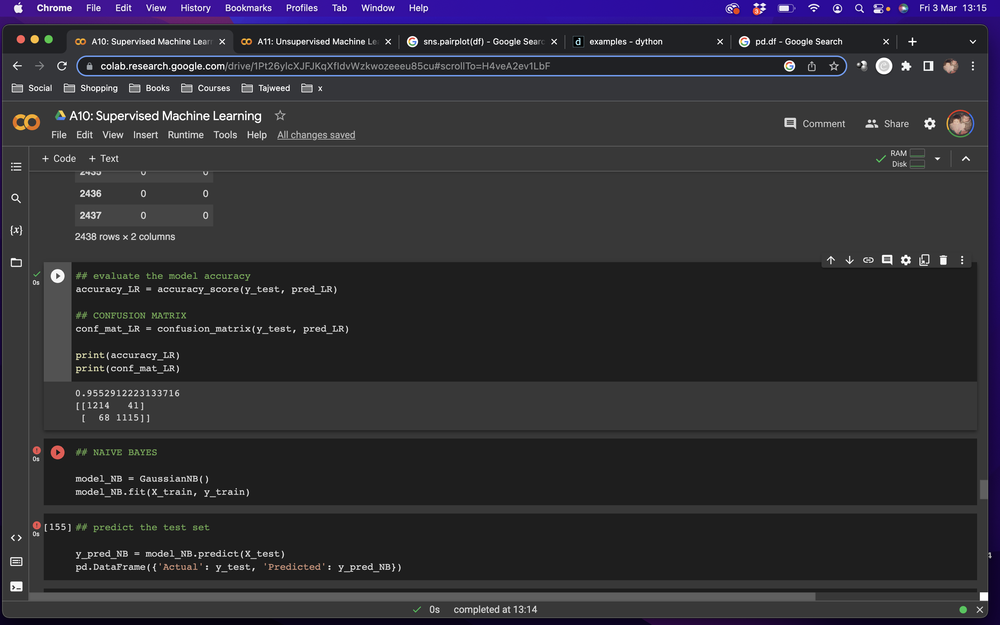 Chrome File Edit View History Bookmarks Profiles Tab Window Help 3 Fri 3 Mar 13:15
A10: Supervised Machine Learn A11: Unsupervised Machine Le sns.pairplot(df) - Google Searc d examples - dython pd.df - Google Search
colab.research.google.com/drive/1Pt26ylcXJFJKqXfIdvWzkwozeeeu85cu#scrollTo=H4veA2ev1LbF
Social Shopping Books Courses Tajweed x
A10: Supervised Machine Learning
Comment Share
File Edit View Insert Runtime Tools Help All changes saved
+ Code + Text RAM
Disk
2435 0 0
2436 0 0
2437 0 0
{x}
2438 rows × 2 columns
## evaluate the model accuracy
0s
accuracy_LR = accuracy_score(y_test, pred_LR)
## CONFUSION MATRIX
conf_mat_LR = confusion_matrix(y_test, pred_LR)
print(accuracy_LR)
print(conf_mat_LR)
0.9552912223133716
[[1214 41]
[ 68 1115]]
## NAIVE BAYES
0s
model_NB = GaussianNB()
model_NB.fit(X_train, y_train)
[155] ## predict the test set
0s
y_pred_NB = model_NB.predict(X_test)
pd.DataFrame({'Actual': y_test, 'Predicted': y_pred_NB})
0s completed at 13:14